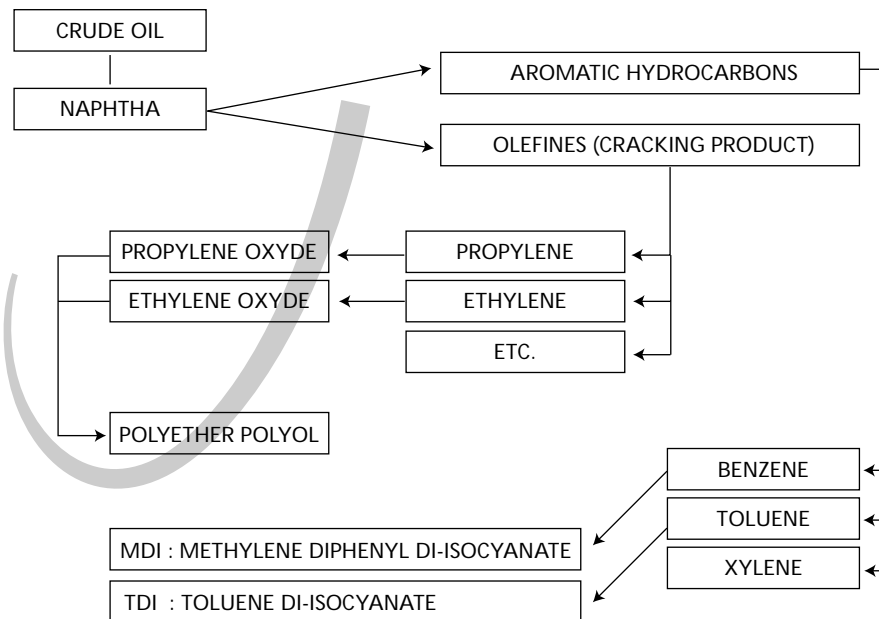 CRUDE OIL
NAPHTHA
AROMATIC HYDROCARBONS
OLEFINES (CRACKING PRODUCT)
PROPYLENE OXYDE
PROPYLENE
ETHYLENE OXYDE
ETHYLENE
ETC.
POLYETHER POLYOL
BENZENE
TOLUENE
XYLENE
MDI : METHYLENE DIPHENYL DI-ISOCYANATE
TDI : TOLUENE DI-ISOCYANATE